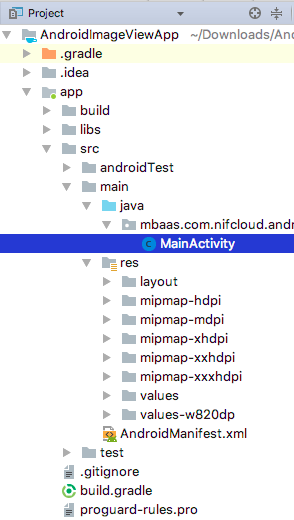 Project
AndroidImageViewApp ~/Downloads/An
.gradle
.idea
app
build
libs
src
androidTest
main
java
mbaas.com.nifcloud.andr
MainActivity
res
layout
mipmap-hdpi
mipmap-mdpi
mipmap-xhdpi
mipmap-xxhdpi
mipmap-xxxhdpi
values
values-w820dp
AndroidManifest.xml
test
.gitignore
build.gradle
proguard-rules.pro